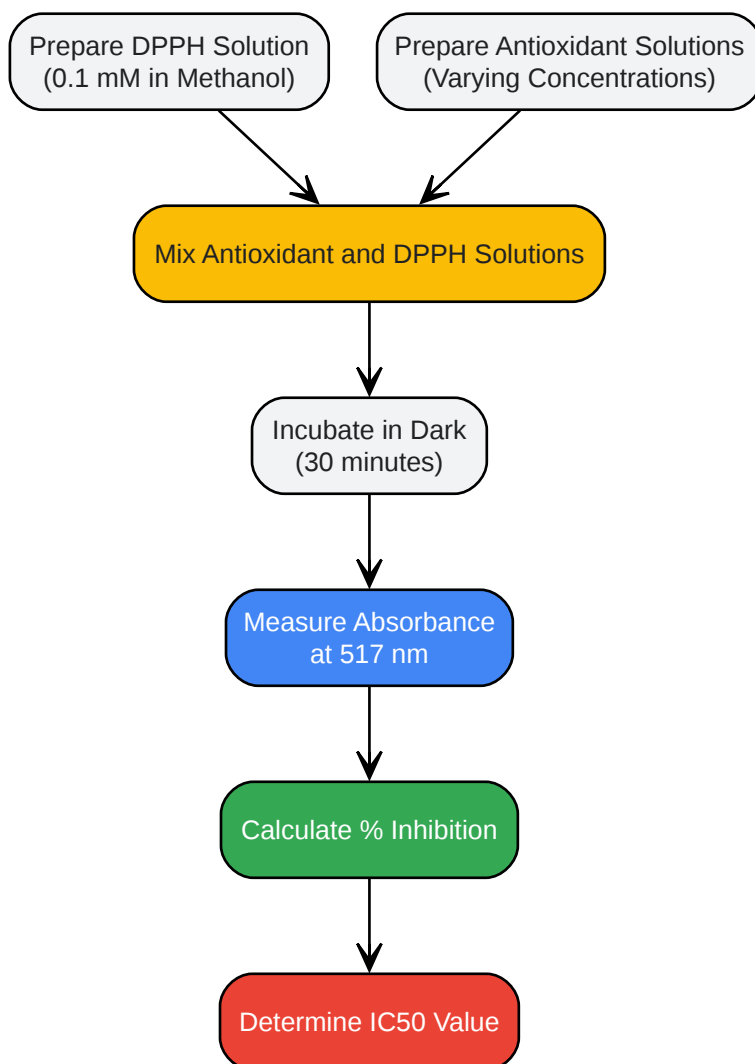 Prepare DPPH Solution
(0.1 mM in Methanol)
Prepare Antioxidant Solutions
(Varying Concentrations)
Mix Antioxidant and DPPH Solutions
Incubate in Dark
(30 minutes)
Measure Absorbance
at 517 nm
Calculate % Inhibition
Determine IC50 Value